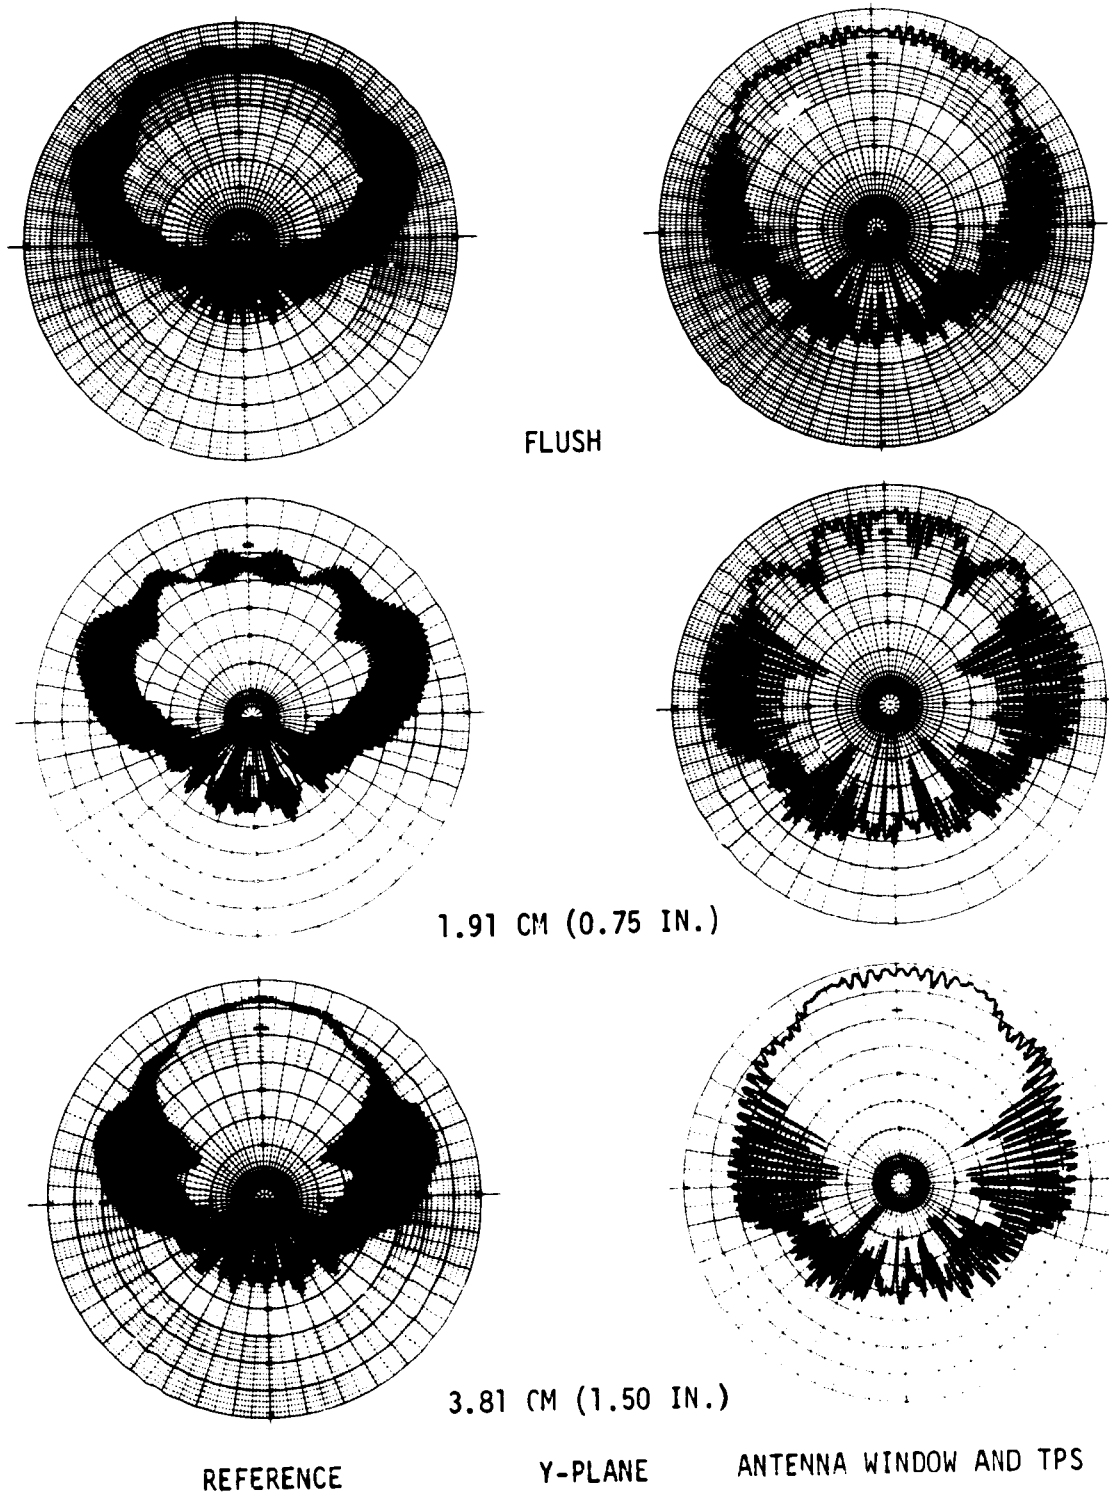 FLUSH
1.91 CM (0.75 IN.)
3.81 CM (1.50 IN.)
REFERENCE
Y-PLANE
ANTENNA WINDOW AND TPS